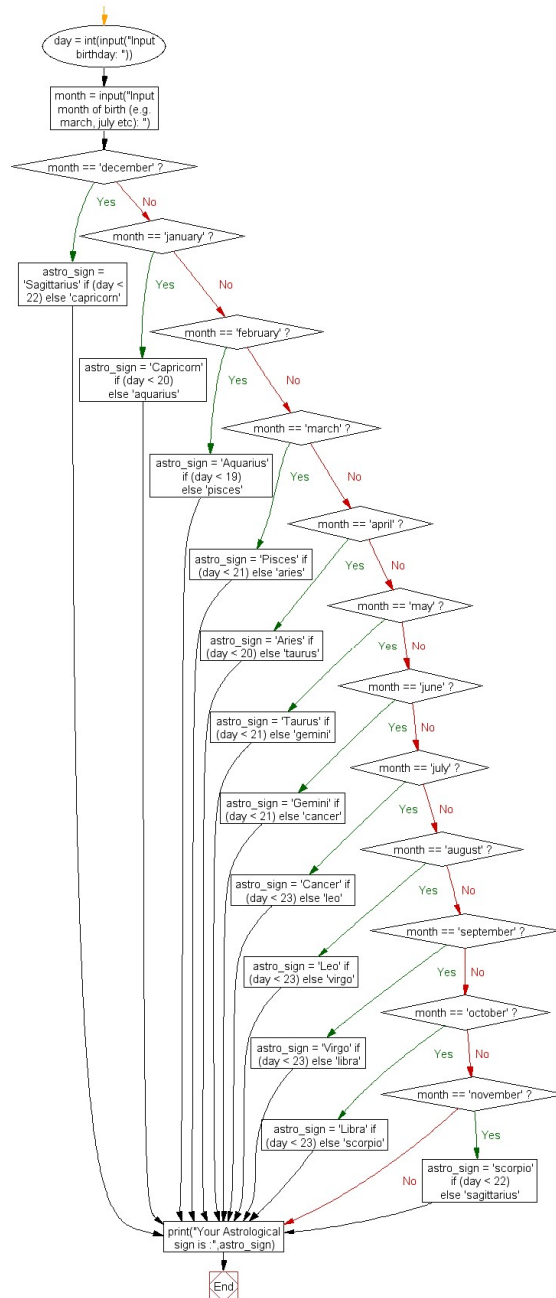 day = int(input("Input
birthday: "))
month = input("Input
month of birth (e.g.
march, july etc): ")
month == 'december' ?
Yes
No
month == 'january' ?
astro_sign =
'Sagittarius' if (day <
22) else 'capricorn'
Yes
No
month == 'february' ?
astro_sign = 'Capricorn'
if (day < 20)
else 'aquarius'
Yes
No
month == 'march' ?
astro_sign = 'Aquarius'
if (day < 19)
else 'pisces'
Yes
No
month == 'april' ?
astro_sign = 'Pisces' if
(day < 21) else 'aries'
Yes
No
month == 'may' ?
astro_sign = 'Aries' if
(day < 20) else 'taurus'
Yes
No
month == 'june' ?
astro_sign = 'Taurus' if
(day < 21) else 'gemini'
Yes
No
month == 'july' ?
astro_sign = 'Gemini' if
(day < 21) else 'cancer'
Yes
No
month == 'august' ?
astro_sign = 'Cancer' if
(day < 23) else 'leo'
Yes
No
month == 'september' ?
astro_sign = 'Leo' if
(day < 23) else 'virgo'
Yes
No
month == 'october' ?
astro_sign = 'Virgo' if
(day < 23) else 'libra'
Yes
No
month == 'november' ?
astro_sign = 'Libra' if
(day < 23) else 'scorpio'
Yes
No
astro_sign = 'scorpio'
if (day < 22)
else 'sagittarius'
print("Your Astrological
sign is :",astro_sign)
End